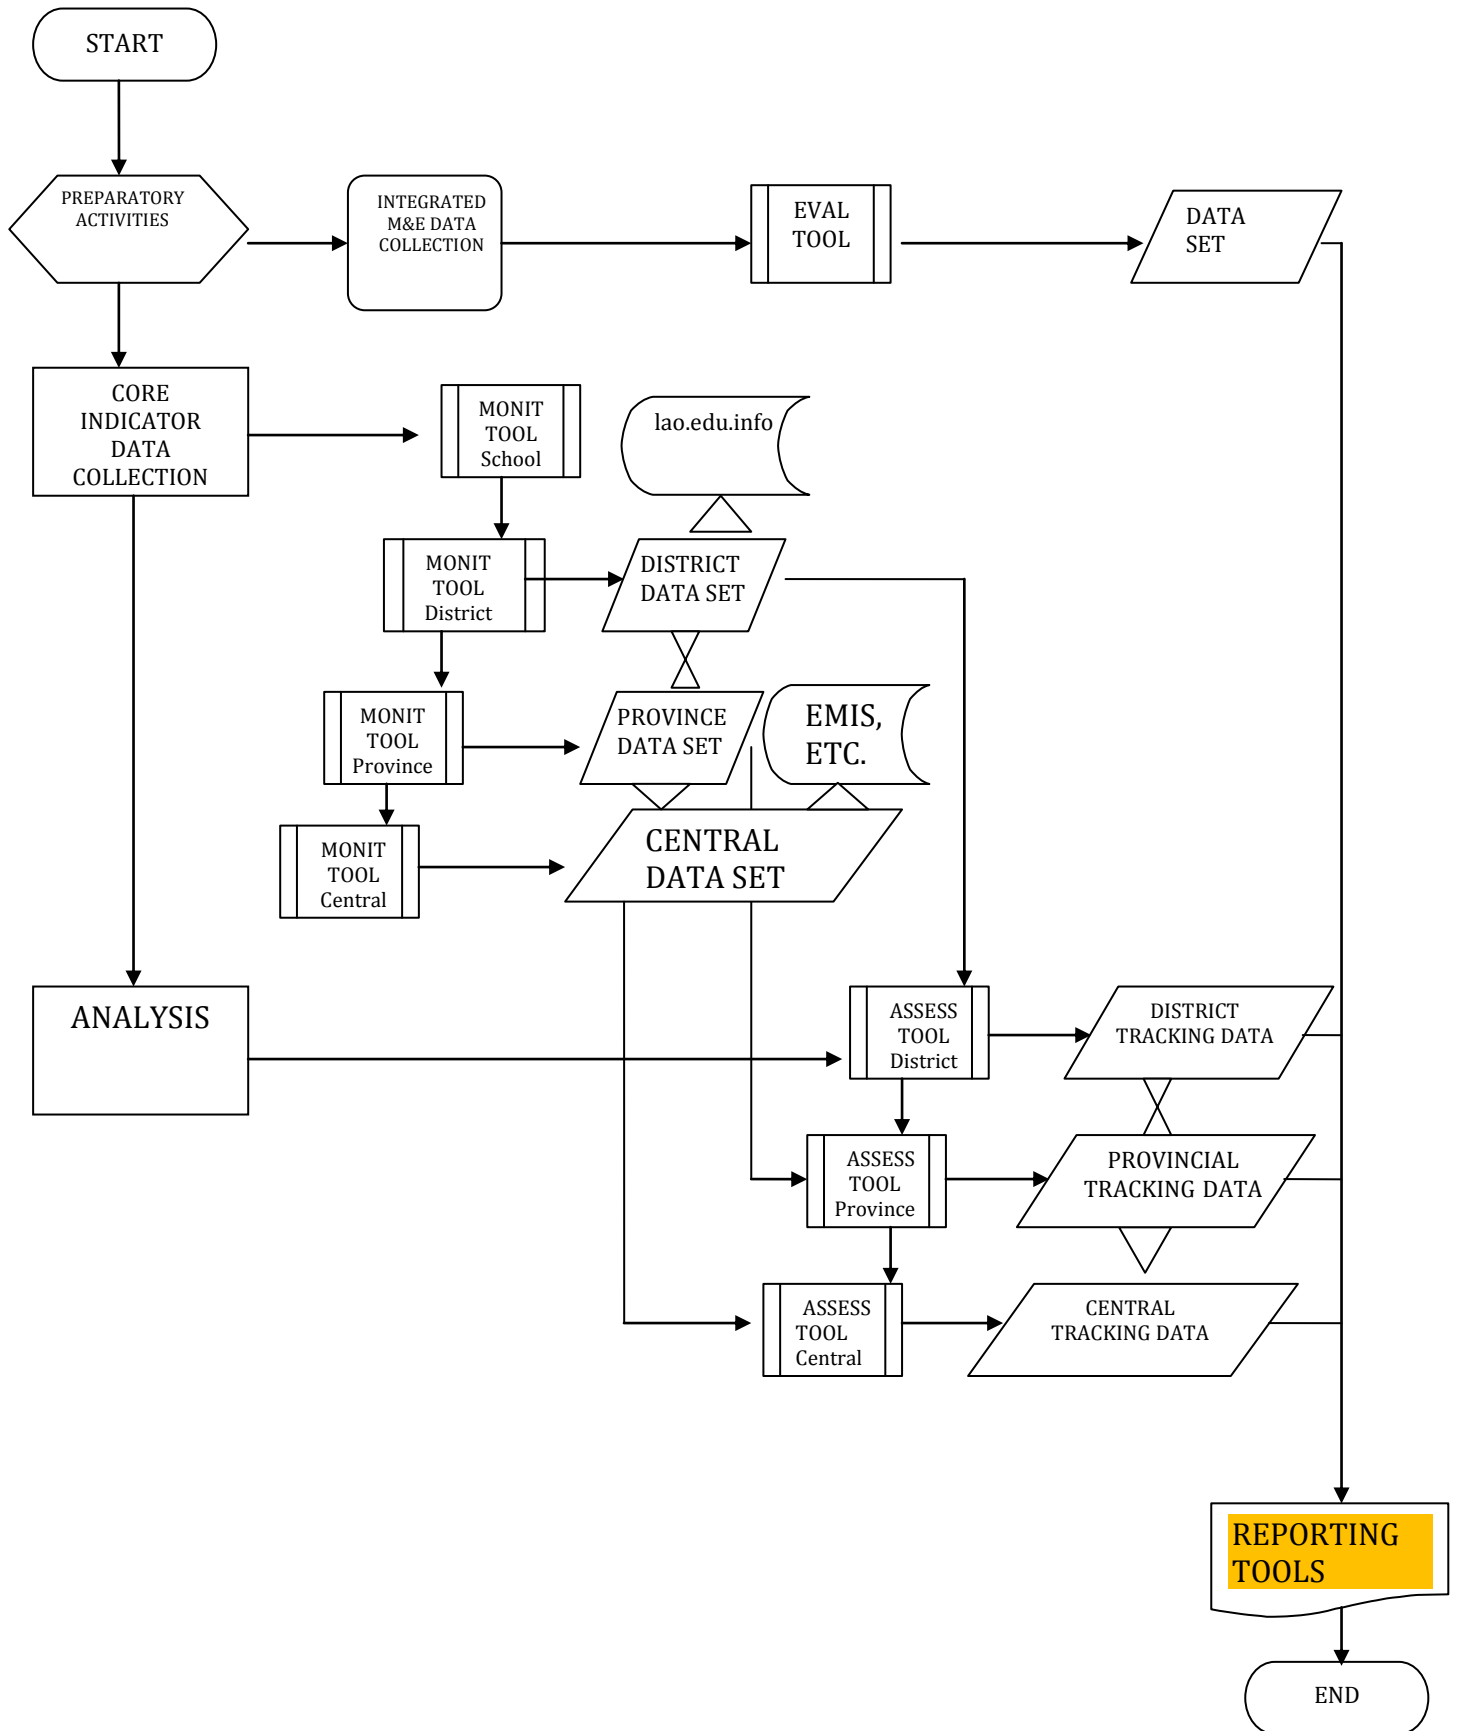 START
PREPARATORY
ACTIVITIES
INTEGRATED
M&E DATA
COLLECTION
EVAL
TOOL
DATA
SET
CORE
INDICATOR
DATA
COLLECTION
MONIT
TOOL
School
lao.edu.info
MONIT
TOOL
District
DISTRICT
DATA SET
MONIT
TOOL
Province
PROVINCE
DATA SET
EMIS,
ETC.
MONIT
TOOL
Central
CENTRAL
DATA SET
ANALYSIS
ASSESS
TOOL
District
DISTRICT
TRACKING DATA
ASSESS
TOOL
Province
PROVINCIAL
TRACKING DATA
ASSESS
TOOL
Central
CENTRAL
TRACKING DATA
REPORTING
TOOLS
END